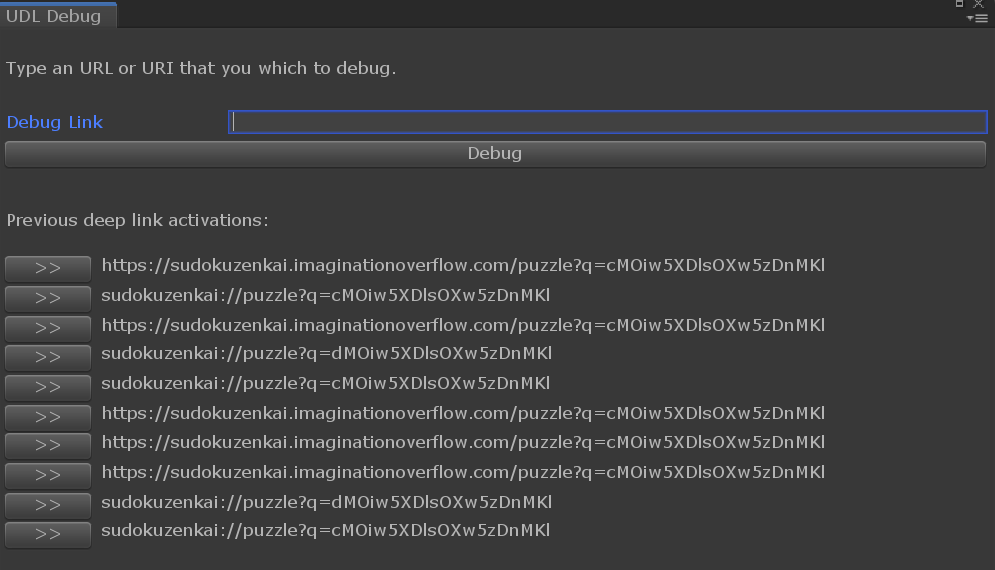 UDL Debug
Type an URL or URI that you which to debug.
Debug Link
Debug
Previous deep link activations:
>> https://sudokuzenkai.imaginationoverflow.com/puzzle?q=cMOiw5XDlsOXw5zDnMKl
>> sudokuzenkai://puzzle?q=cMOiw5XDlsOXw5zDnMKl
>> https://sudokuzenkai.imaginationoverflow.com/puzzle?q=cMOiw5XDlsOXw5zDnMKl
>> sudokuzenkai://puzzle?q=dMOiw5XDlsOXw5zDnMKl
>> sudokuzenkai://puzzle?q=cMOiw5XDlsOXw5zDnMKl
>> https://sudokuzenkai.imaginationoverflow.com/puzzle?q=cMOiw5XDlsOXw5zDnMKl
>> https://sudokuzenkai.imaginationoverflow.com/puzzle?q=cMOiw5XDlsOXw5zDnMKl
>> https://sudokuzenkai.imaginationoverflow.com/puzzle?q=cMOiw5XDlsOXw5zDnMKl
>> sudokuzenkai://puzzle?q=dMOiw5XDlsOXw5zDnMKl
>> sudokuzenkai://puzzle?q=cMOiw5XDlsOXw5zDnMKl